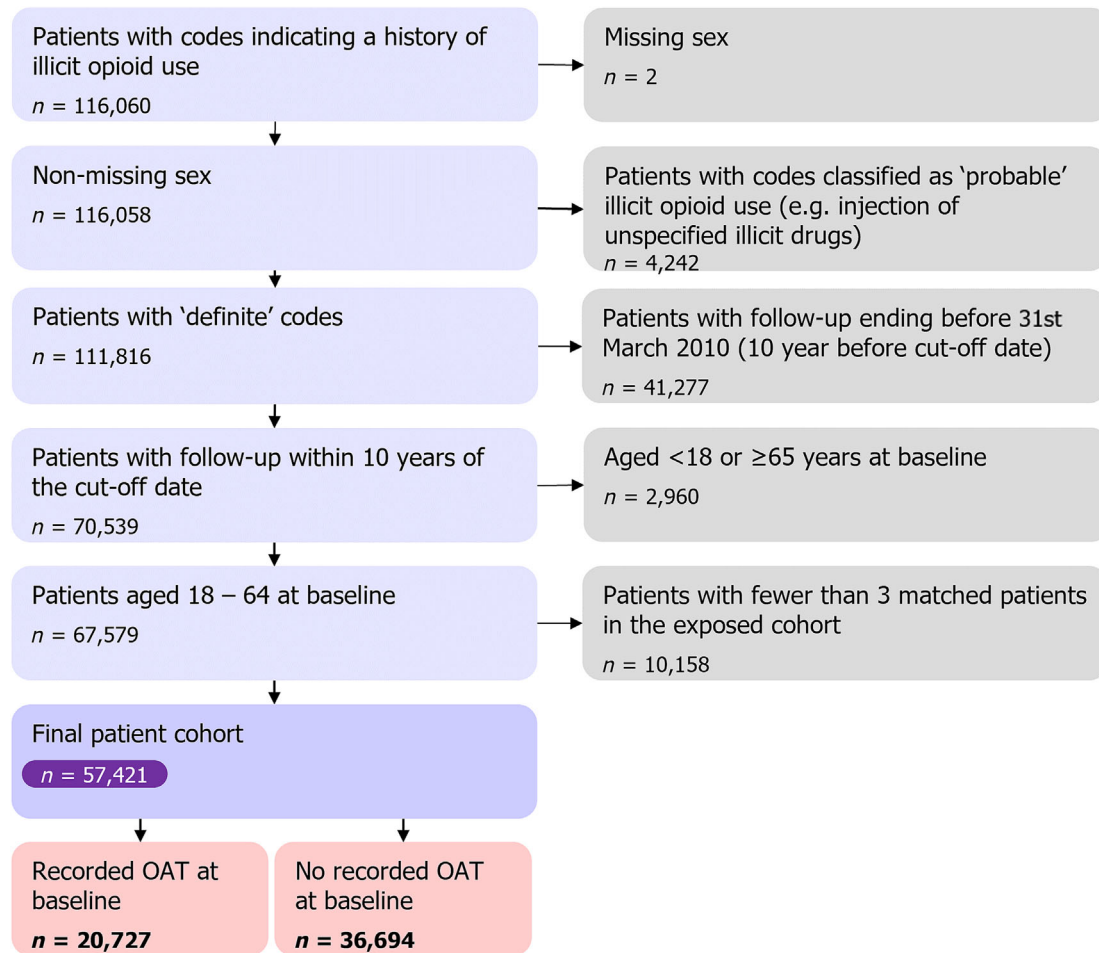 Patients with codes indicating a history of
illicit opioid use
n = 116,060
Missing sex
n = 2
Non-missing sex
n = 116,058
Patients with codes classified as ‘probable’
illicit opioid use (e.g. injection of
unspecified illicit drugs)
n = 4,242
Patients with ‘definite’ codes
n = 111,816
Patients with follow-up ending before 31st
March 2010 (10 year before cut-off date)
n = 41,277
Patients with follow-up within 10 years of
the cut-off date
n = 70,539
Aged <18 or ≥65 years at baseline
n = 2,960
Patients aged 18 – 64 at baseline
n = 67,579
Patients with fewer than 3 matched patients
in the exposed cohort
n = 10,158
Final patient cohort
n = 57,421
Recorded OAT at
baseline
n = 20,727
No recorded OAT
at baseline
n = 36,694